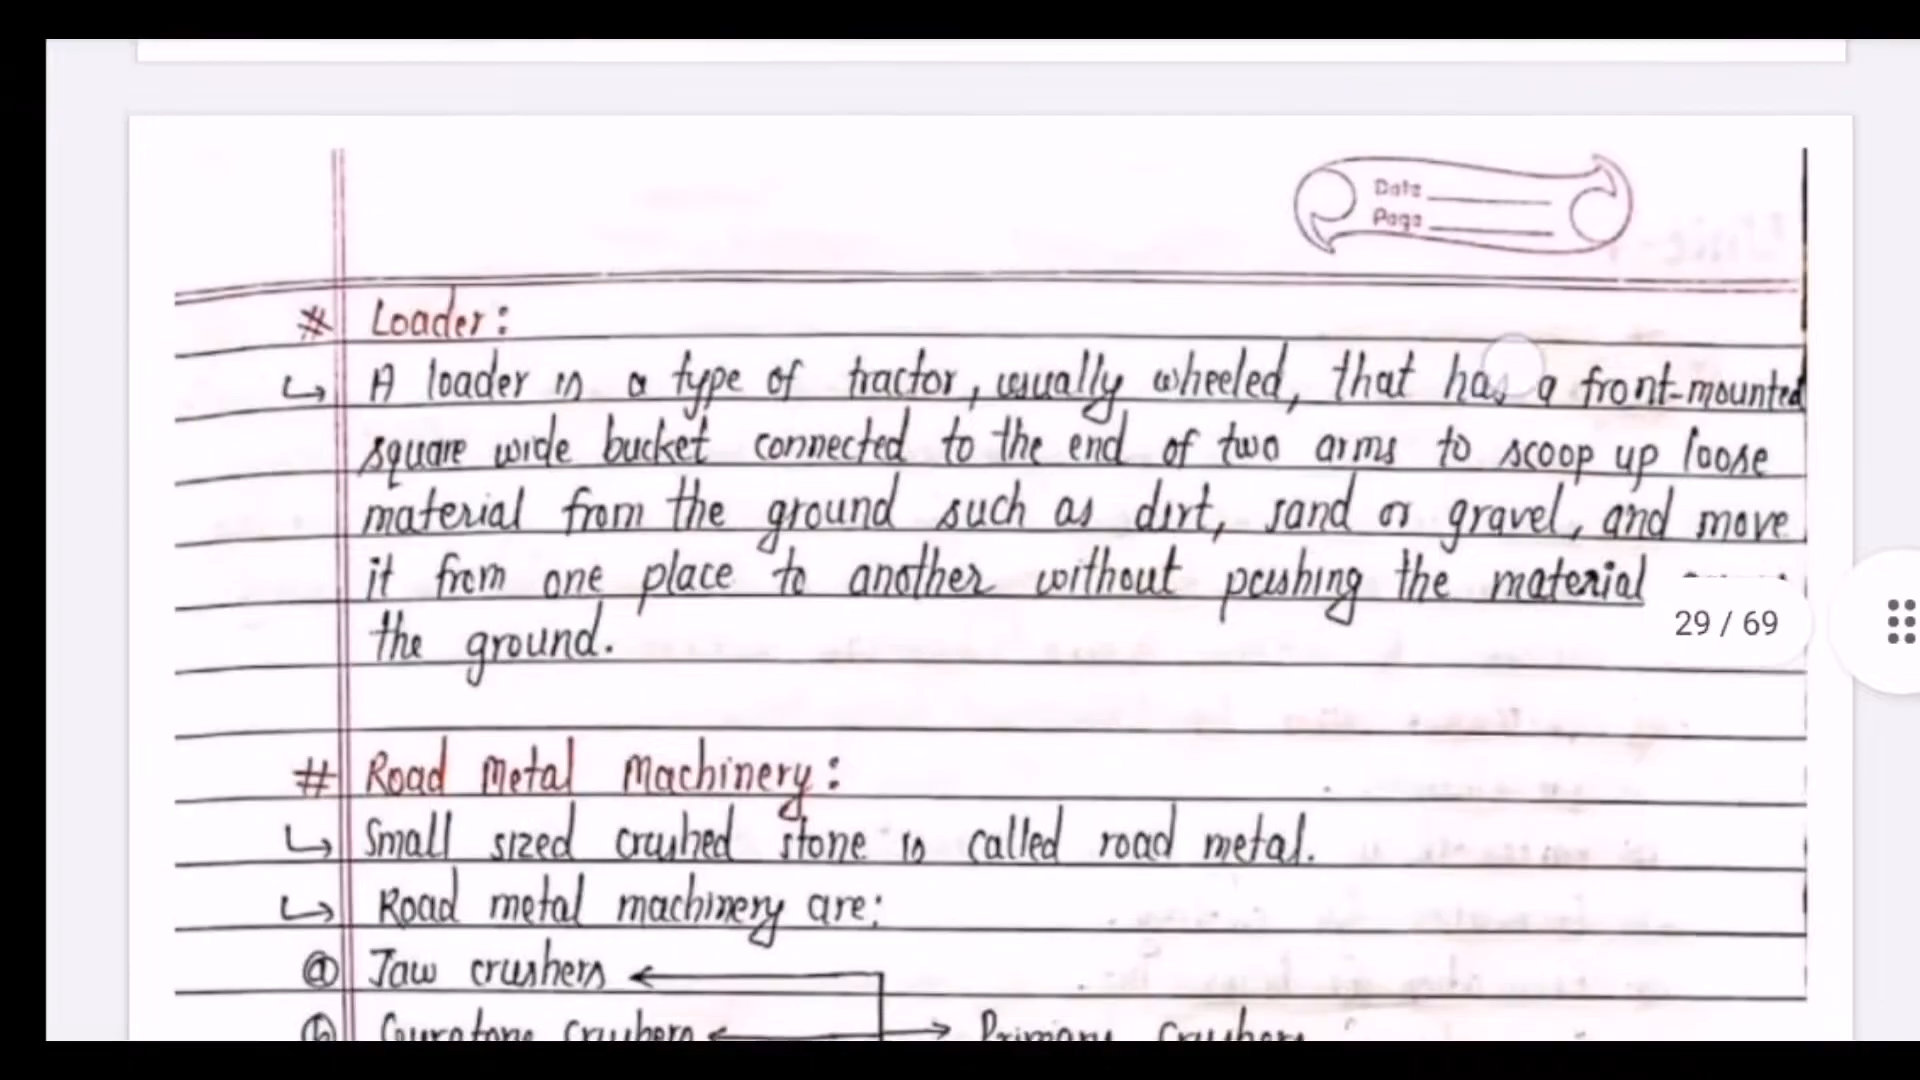 Date
Page
# Loader:
↳ A loader is a type of tractor, usually wheeled, that has a front-mounted
square wide bucket connected to the end of two arms to scoop up loose
material from the ground such as dirt, sand or gravel, and move
it from one place to another without pushing the material
29 / 69
the ground.
# Road Metal Machinery:
↳ Small sized crushed stone is called road metal.
↳ Road metal machinery are:
(a) Jaw crushers ←
(b) crushers ← → Primary Crushers